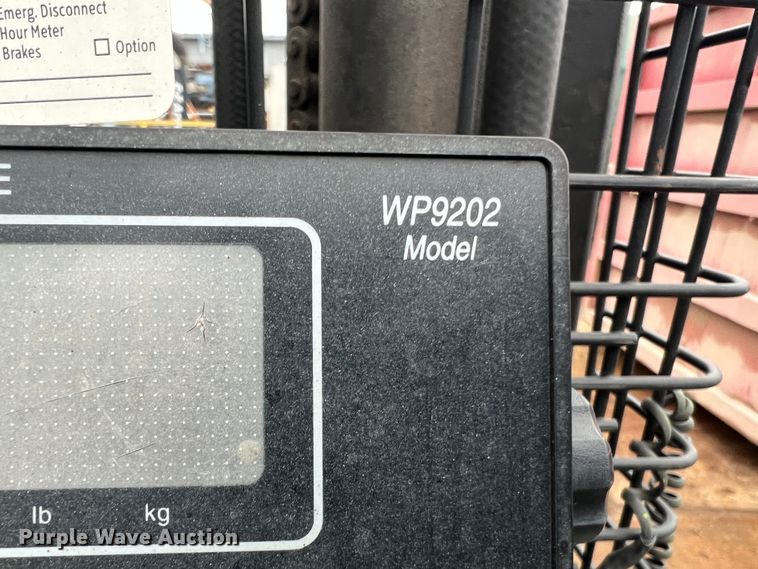 Emerg. Disconnect
Hour Meter
Brakes
Option
WP9202
Model
lb kg
Purple Wave Auction